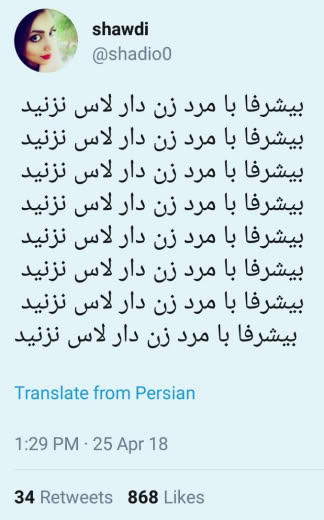 shawdi
@shadio0
بیشرفا با مرد زن دار لاس نزنید
بیشرفا با مرد زن دار لاس نزنید
بیشرفا با مرد زن دار لاس نزنید
بیشرفا با مرد زن دار لاس نزنید
بیشرفا با مرد زن دار لاس نزنید
بیشرفا با مرد زن دار لاس نزنید
بیشرفا با مرد زن دار لاس نزنید
بیشرفا با مرد زن دار لاس نزنید
Translate from Persian
1:29 PM · 25 Apr 18
34 Retweets 868 Likes